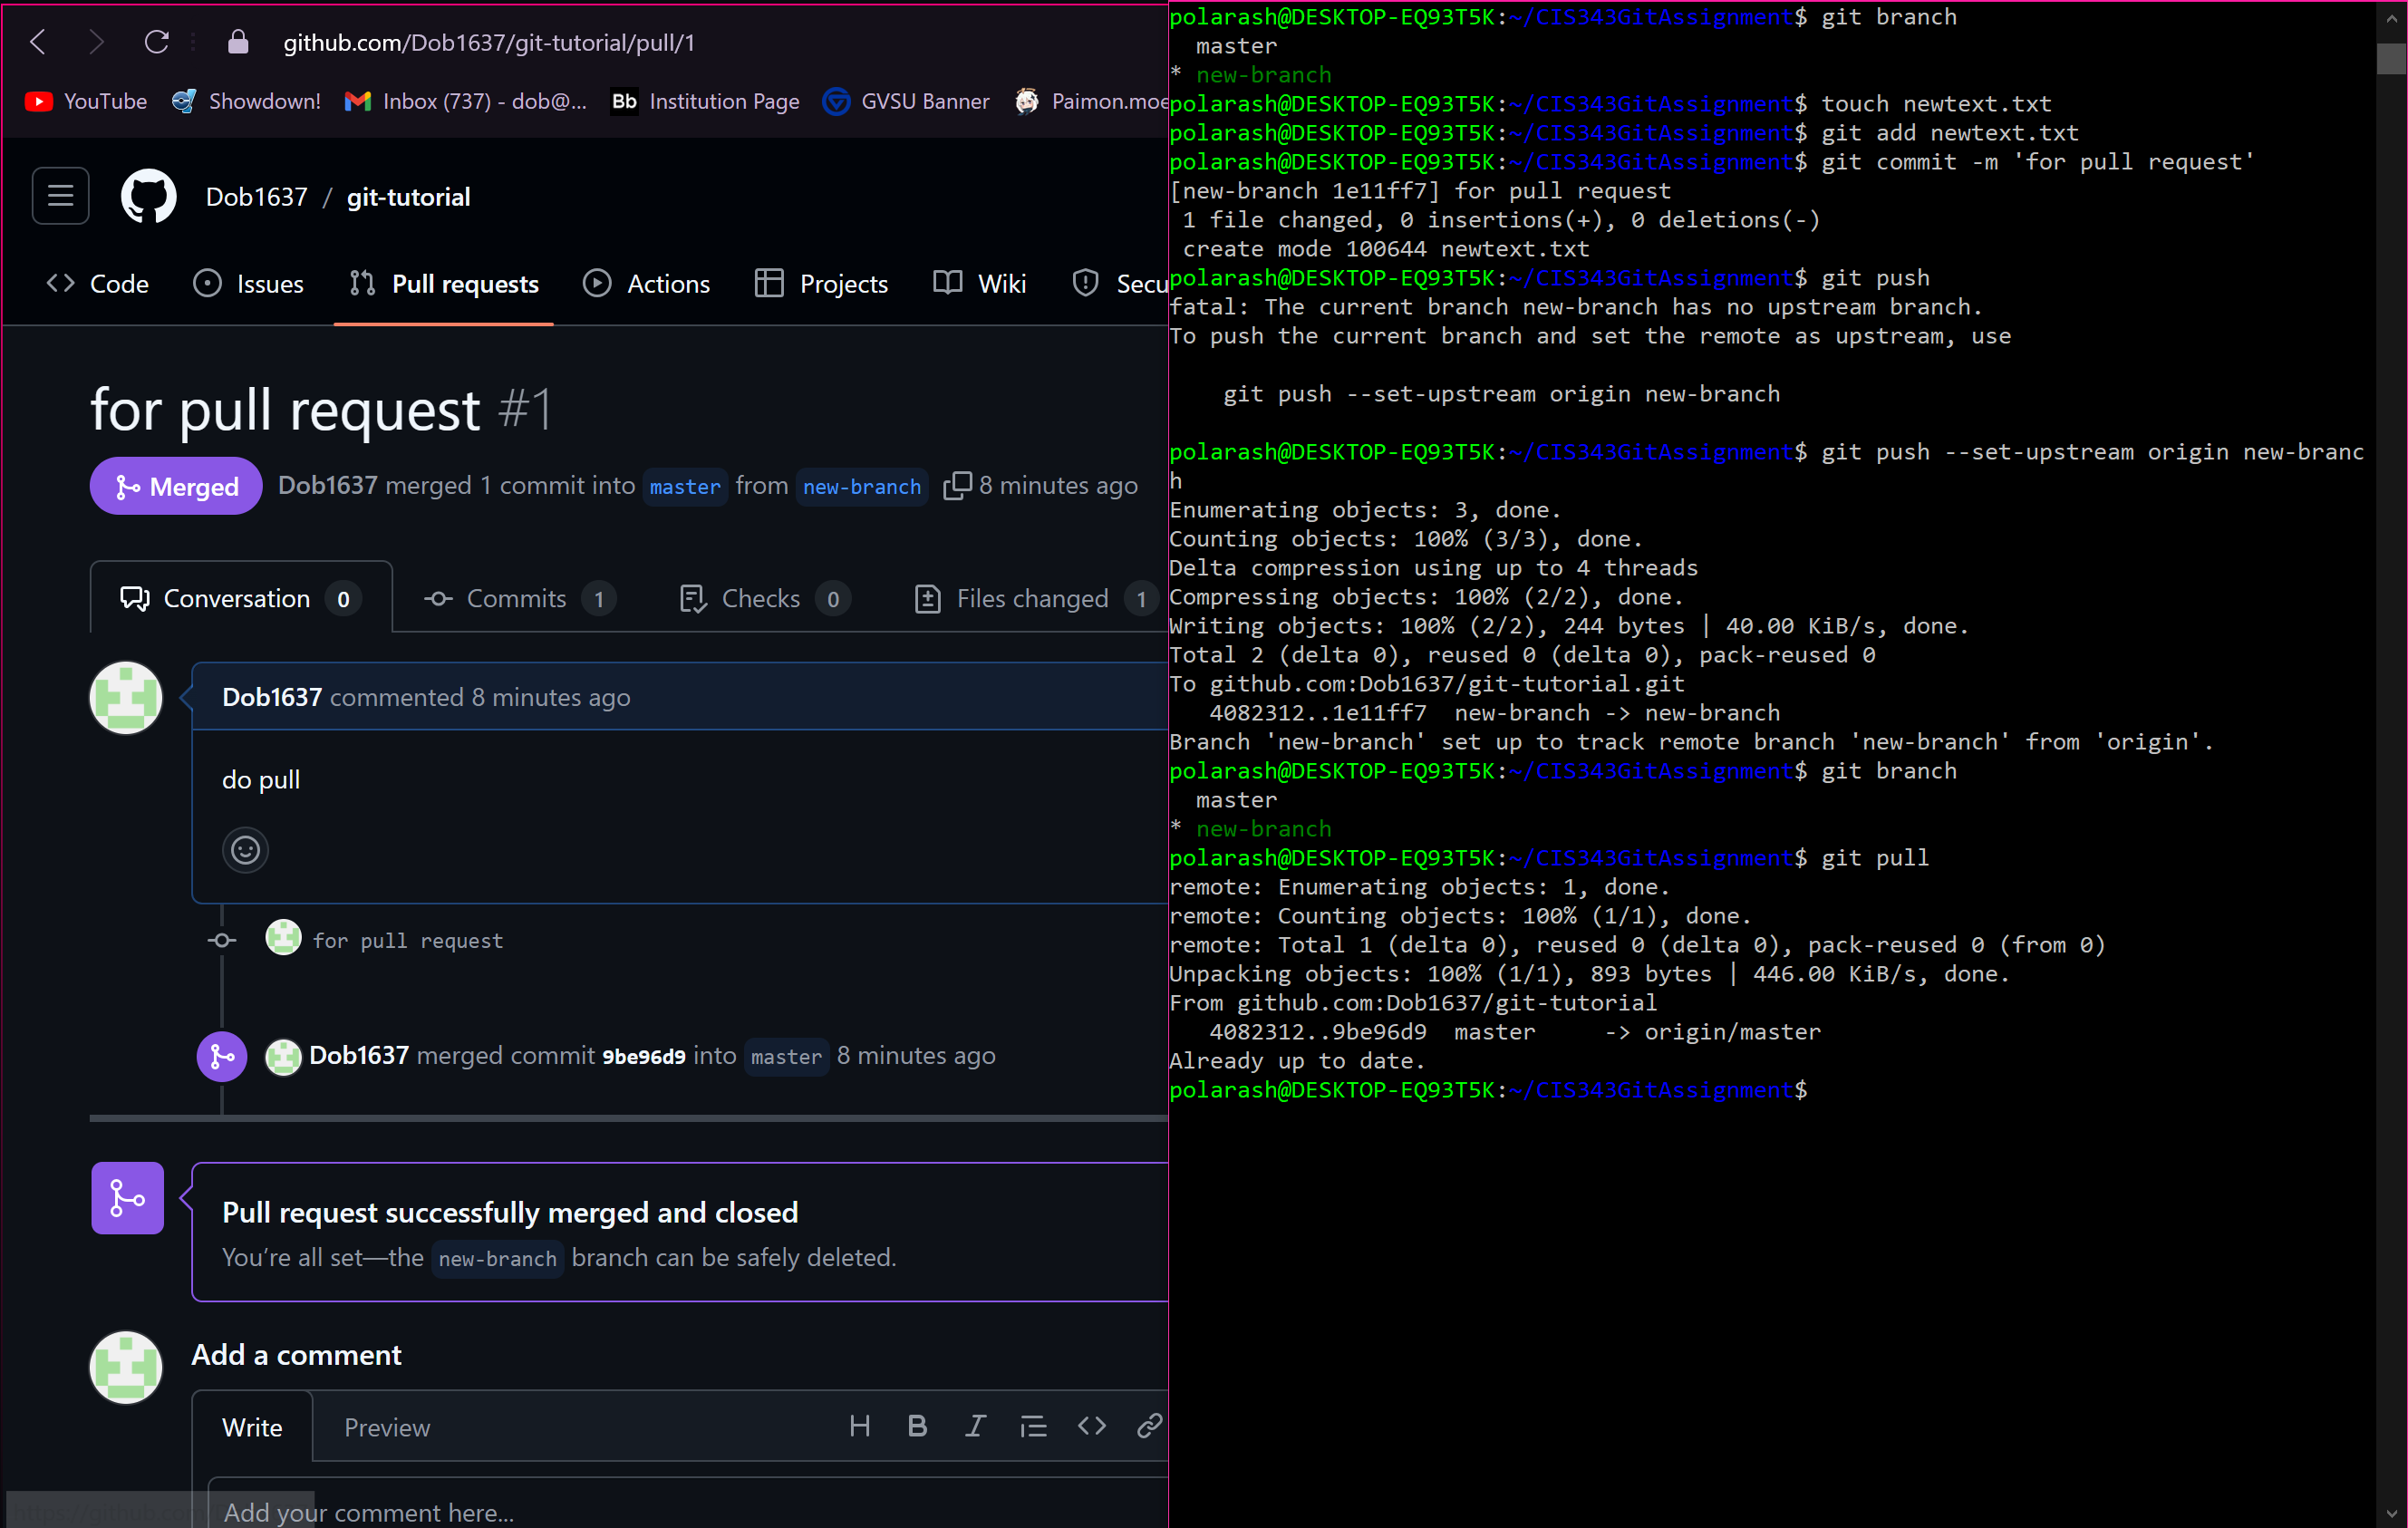 github.com/Dob1637/git-tutorial/pull/1
YouTube Showdown! Inbox (737) - dob@... Bb Institution Page GVSU Banner Paimon.moe
Dob1637 / git-tutorial
Code Issues Pull requests Actions Projects Wiki Secu
for pull request #1
Merged Dob1637 merged 1 commit into master from new-branch 8 minutes ago
Conversation 0 Commits 1 Checks 0 Files changed 1
Dob1637 commented 8 minutes ago
do pull
for pull request
Dob1637 merged commit 9be96d9 into master 8 minutes ago
Pull request successfully merged and closed
You’re all set—the new-branch branch can be safely deleted.
Add a comment
Write Preview
Add your comment here...
polarash@DESKTOP-EQ93T5K:~/CIS343GitAssignment$ git branch
  master
* new-branch
polarash@DESKTOP-EQ93T5K:~/CIS343GitAssignment$ touch newtext.txt
polarash@DESKTOP-EQ93T5K:~/CIS343GitAssignment$ git add newtext.txt
polarash@DESKTOP-EQ93T5K:~/CIS343GitAssignment$ git commit -m 'for pull request'
[new-branch 1e11ff7] for pull request
 1 file changed, 0 insertions(+), 0 deletions(-)
 create mode 100644 newtext.txt
polarash@DESKTOP-EQ93T5K:~/CIS343GitAssignment$ git push
fatal: The current branch new-branch has no upstream branch.
To push the current branch and set the remote as upstream, use
    git push --set-upstream origin new-branch
polarash@DESKTOP-EQ93T5K:~/CIS343GitAssignment$ git push --set-upstream origin new-branc
h
Enumerating objects: 3, done.
Counting objects: 100% (3/3), done.
Delta compression using up to 4 threads
Compressing objects: 100% (2/2), done.
Writing objects: 100% (2/2), 244 bytes | 40.00 KiB/s, done.
Total 2 (delta 0), reused 0 (delta 0), pack-reused 0
To github.com:Dob1637/git-tutorial.git
   4082312..1e11ff7  new-branch -> new-branch
Branch 'new-branch' set up to track remote branch 'new-branch' from 'origin'.
polarash@DESKTOP-EQ93T5K:~/CIS343GitAssignment$ git branch
  master
* new-branch
polarash@DESKTOP-EQ93T5K:~/CIS343GitAssignment$ git pull
remote: Enumerating objects: 1, done.
remote: Counting objects: 100% (1/1), done.
remote: Total 1 (delta 0), reused 0 (delta 0), pack-reused 0 (from 0)
Unpacking objects: 100% (1/1), 893 bytes | 446.00 KiB/s, done.
From github.com:Dob1637/git-tutorial
   4082312..9be96d9  master     -> origin/master
Already up to date.
polarash@DESKTOP-EQ93T5K:~/CIS343GitAssignment$